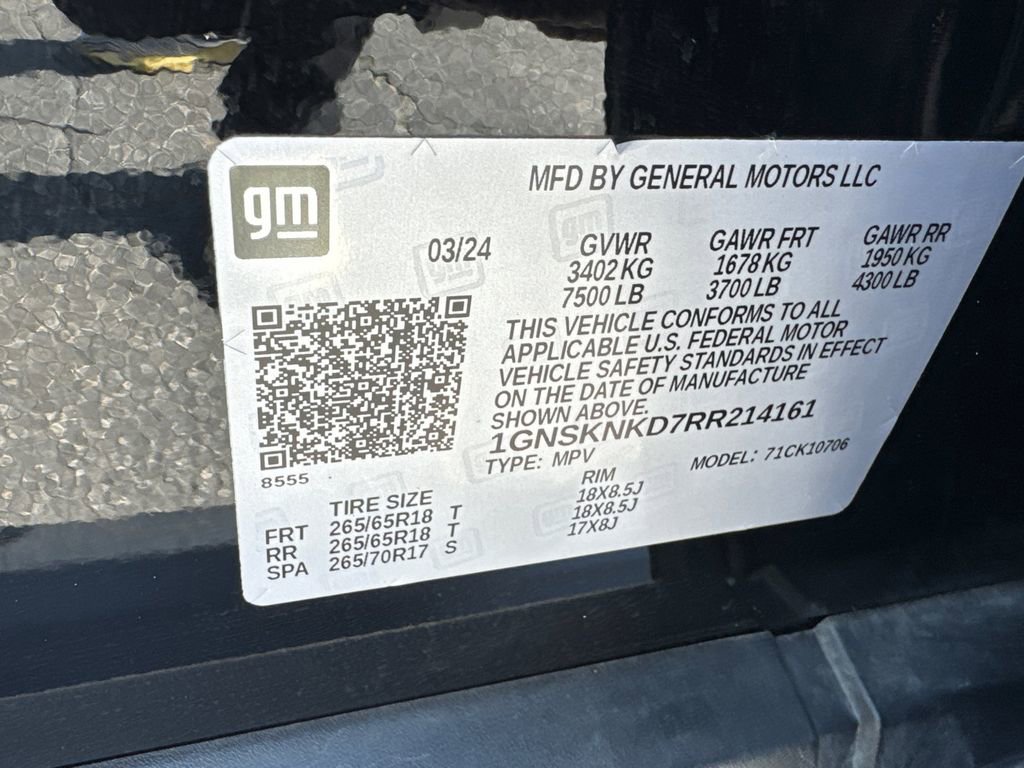 gm
MFD BY GENERAL MOTORS LLC
03/24
GVWR GAWR FRT GAWR RR
3402 KG 1678 KG 1950 KG
7500 LB 3700 LB 4300 LB
THIS VEHICLE CONFORMS TO ALL
APPLICABLE U.S. FEDERAL MOTOR
VEHICLE SAFETY STANDARDS IN EFFECT
ON THE DATE OF MANUFACTURE
SHOWN ABOVE.
1GNSKNKD7RR214161
TYPE: MPV MODEL: 71CK10706
8555
TIRE SIZE RIM
FRT 265/65R18 T 18X8.5J
RR 265/65R18 T 18X8.5J
SPA 265/70R17 S 17X8J